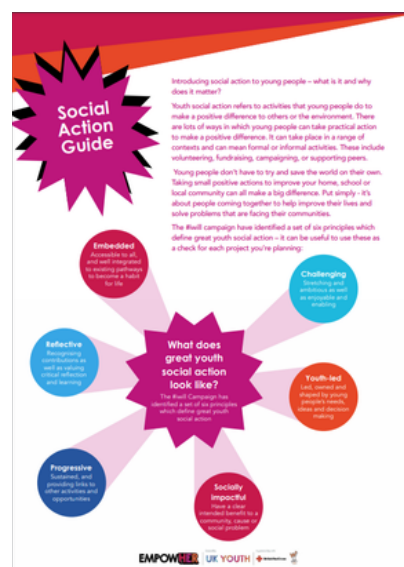 Social
Action
Guide
Introducing social action to young people – what is it and why
does it matter?
Youth social action refers to activities that young people do to
make a positive difference to others or the environment. There
are lots of ways in which young people can take practical action
to make a positive difference. It can take place in a range of
contexts and can mean formal or informal activities. These include
volunteering, fundraising, campaigning, or supporting peers.
Young people don't have to try and save the world on their own.
Taking small positive actions to improve your home, school or
local community can all make a big difference. Put simply - it's
about people coming together to help improve their lives and
solve problems that are facing their communities.
The #iwill campaign have identified a set of six principles which
define great youth social action – it can be useful to use these as
a check for each project you're planning:
Embedded
Accessible to all,
and well integrated
to existing pathways
to become a habit
for life
Challenging
Stretching and
ambitious as well
as enjoyable and
enabling
Reflective
Recognising
contributions as
well as valuing
critical reflection
and learning
What does
great youth
social action
look like?
The #iwill Campaign has
identified a set of six principles
which define great youth
social action
Youth-led
Led, owned and
shaped by young
people's needs,
ideas and decision
making
Progressive
Sustained, and
providing links to
other activities and
opportunities
Socially
impactful
Have a clear
intended benefit to a
community, cause or
social problem
EMPOWHER
UK YOUTH